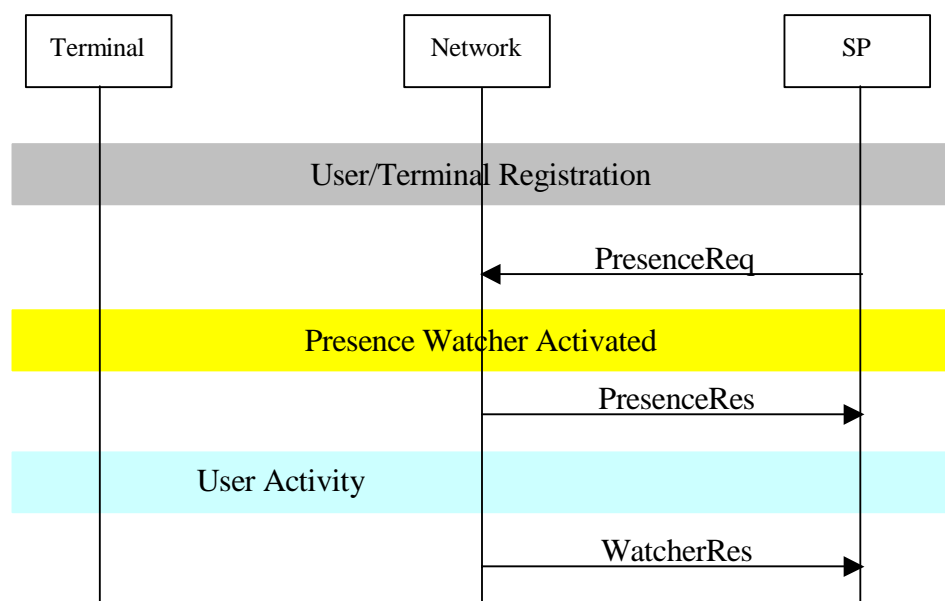 Terminal
Network
SP
User/Terminal Registration
PresenceReq
Presence Watcher Activated
PresenceRes
User Activity
WatcherRes